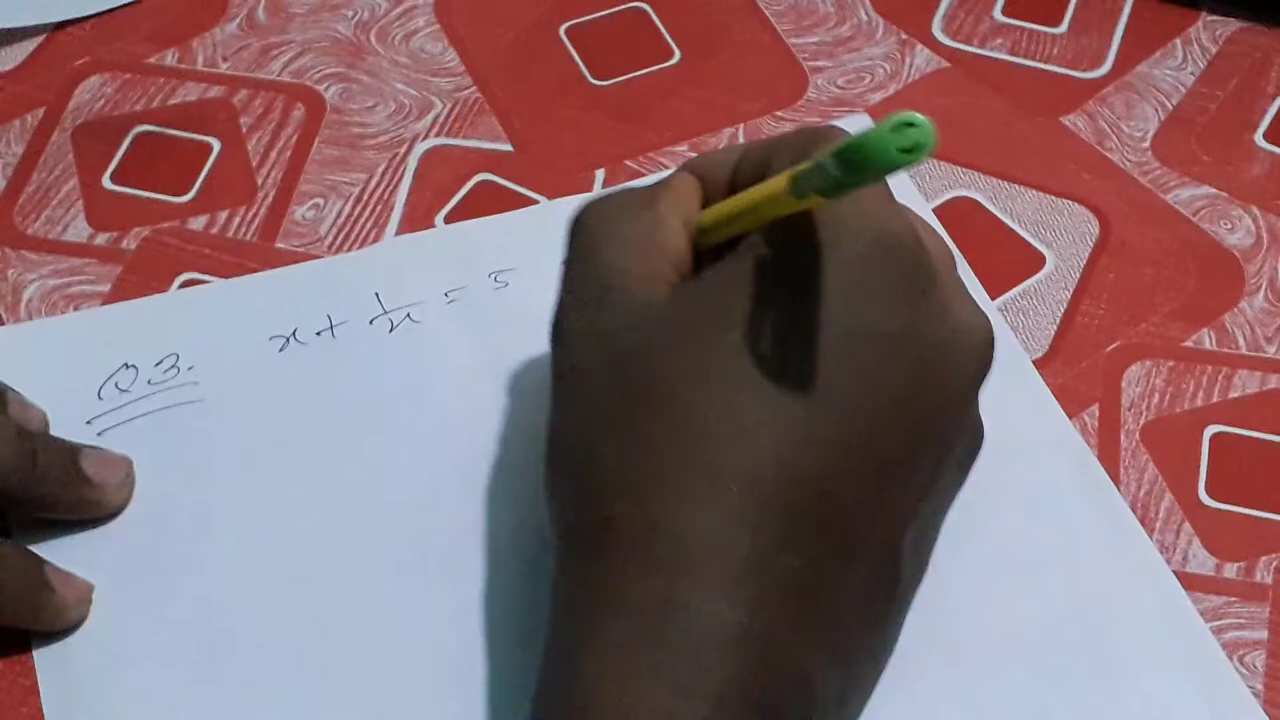 Q3. x + 1/x = 5